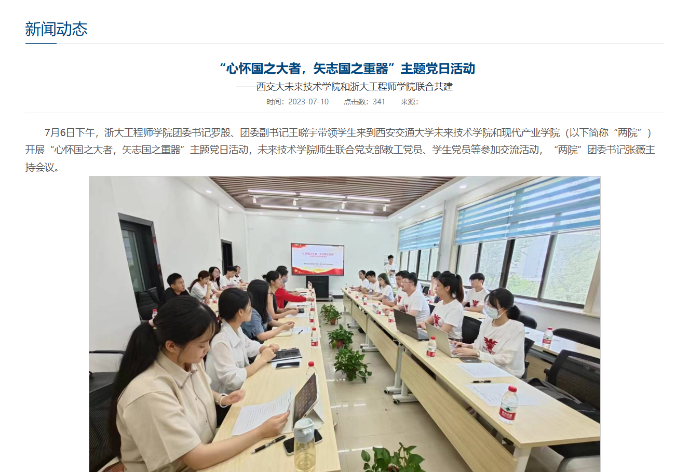 新闻动态
“心怀国之大者，矢志国之重器”主题党日活动
——西交大未来技术学院和浙大工程师学院联合共建
时间：2023-07-10 点击数：341 来源：
7月6日下午，浙大工程师学院团委书记罗殷、团委副书记王晓宇带领学生来到西安交通大学未来技术学院和现代产业学院（以下简称“两院”）
开展“心怀国之大者，矢志国之重器”主题党日活动，未来技术学院师生联合党支部教工党员、学生党员等参加交流活动，“两院”团委书记张薇主
持会议。